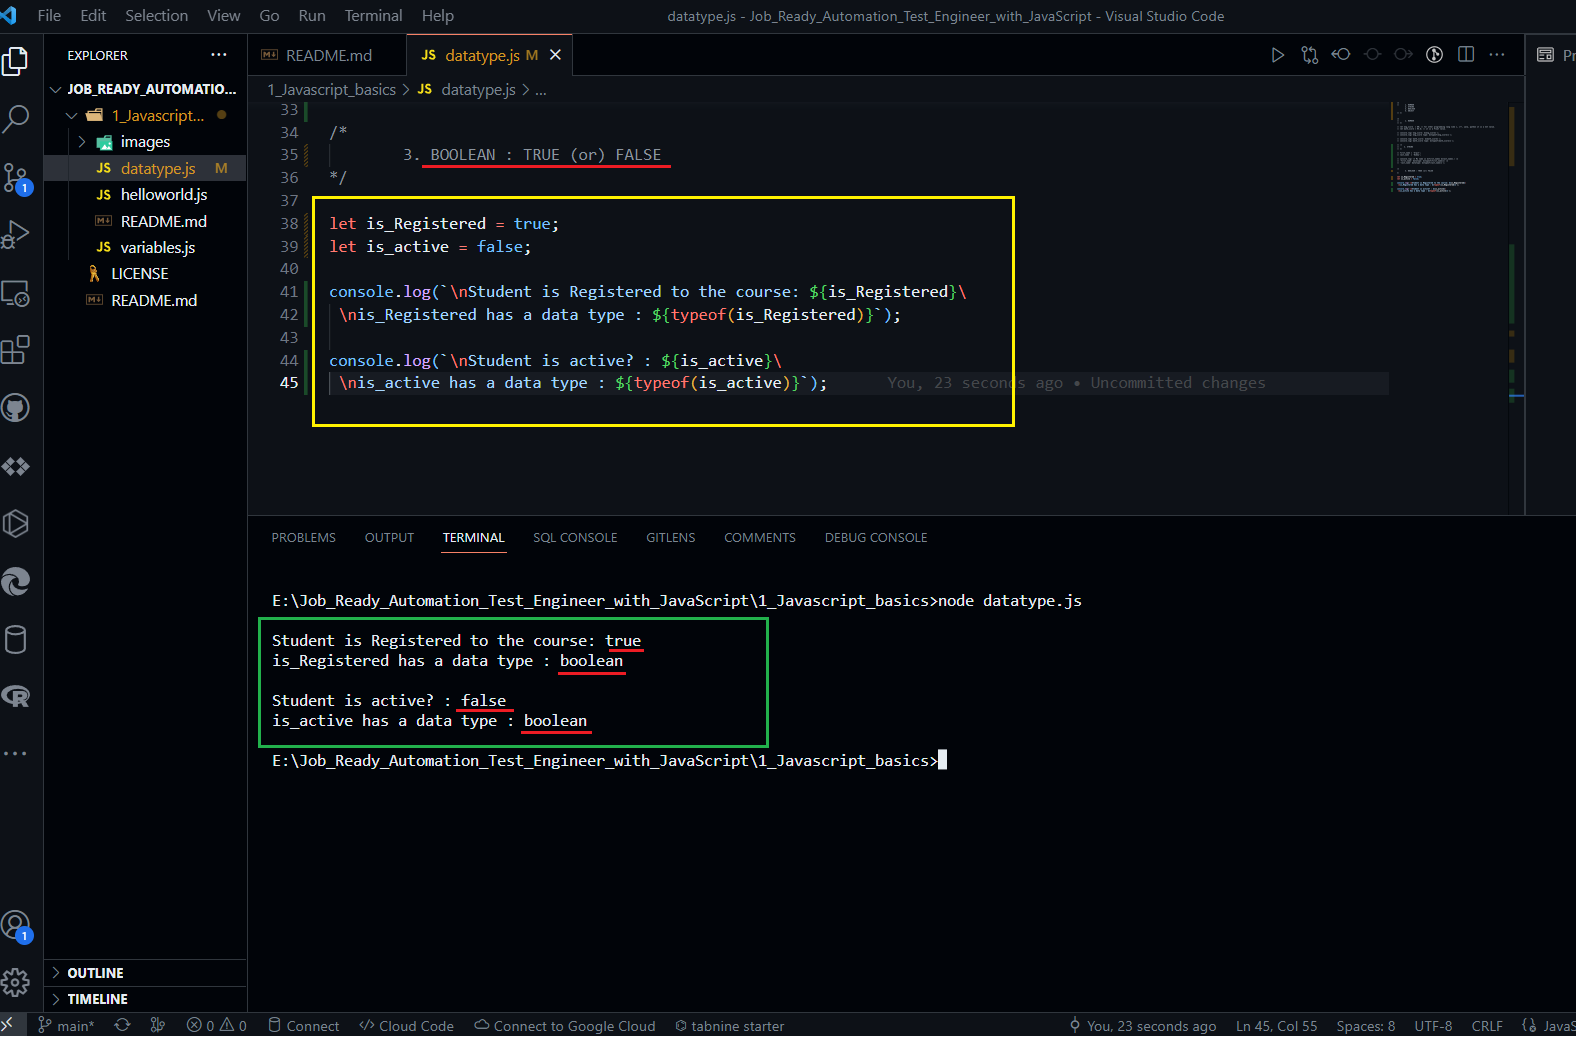 File Edit Selection View Go Run Terminal Help
datatype.js - Job_Ready_Automation_Test_Engineer_with_JavaScript - Visual Studio Code
EXPLORER
JOB_READY_AUTOMATIO...
1_Javascript...
images
JS datatype.js M
JS helloworld.js
README.md
JS variables.js
LICENSE
README.md
OUTLINE
TIMELINE
README.md
JS datatype.js M
1_Javascript_basics > JS datatype.js > ...
33
34 /*
35 3. BOOLEAN : TRUE (or) FALSE
36 */
37
38 let is_Registered = true;
39 let is_active = false;
40
41 console.log(`\nStudent is Registered to the course: ${is_Registered}\
42 \nis_Registered has a data type : ${typeof(is_Registered)}`);
43
44 console.log(`\nStudent is active? : ${is_active}\
45 \nis_active has a data type : ${typeof(is_active)}`); You, 23 seconds ago • Uncommitted changes
PROBLEMS OUTPUT TERMINAL SQL CONSOLE GITLENS COMMENTS DEBUG CONSOLE
E:\Job_Ready_Automation_Test_Engineer_with_JavaScript\1_Javascript_basics>node datatype.js
Student is Registered to the course: true
is_Registered has a data type : boolean
Student is active? : false
is_active has a data type : boolean
E:\Job_Ready_Automation_Test_Engineer_with_JavaScript\1_Javascript_basics>
1
1
main* 0 0 Connect Cloud Code Connect to Google Cloud tabnine starter You, 23 seconds ago Ln 45, Col 55 Spaces: 8 UTF-8 CRLF JavaS